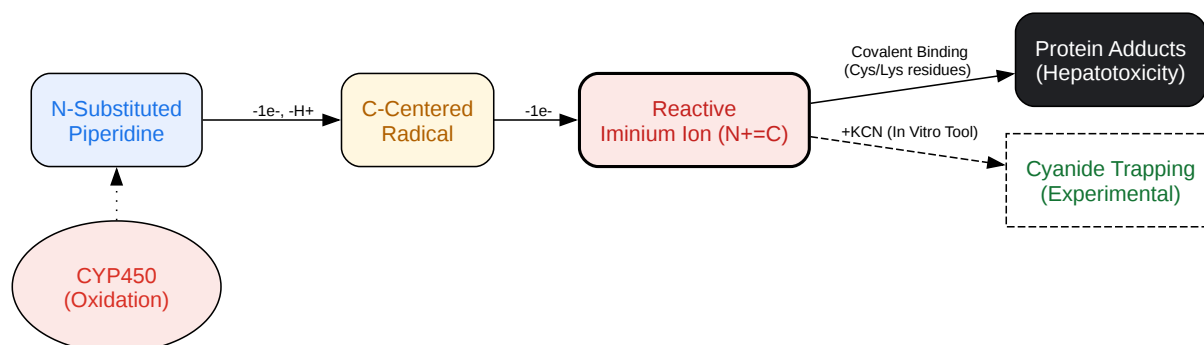 N-Substituted
Piperidine
-1e-, -H+
C-Centered
Radical
-1e-
Reactive
Iminium Ion (N+=C)
Covalent Binding
(Cys/Lys residues)
Protein Adducts
(Hepatotoxicity)
+KCN (In Vitro Tool)
Cyanide Trapping
(Experimental)
CYP450
(Oxidation)